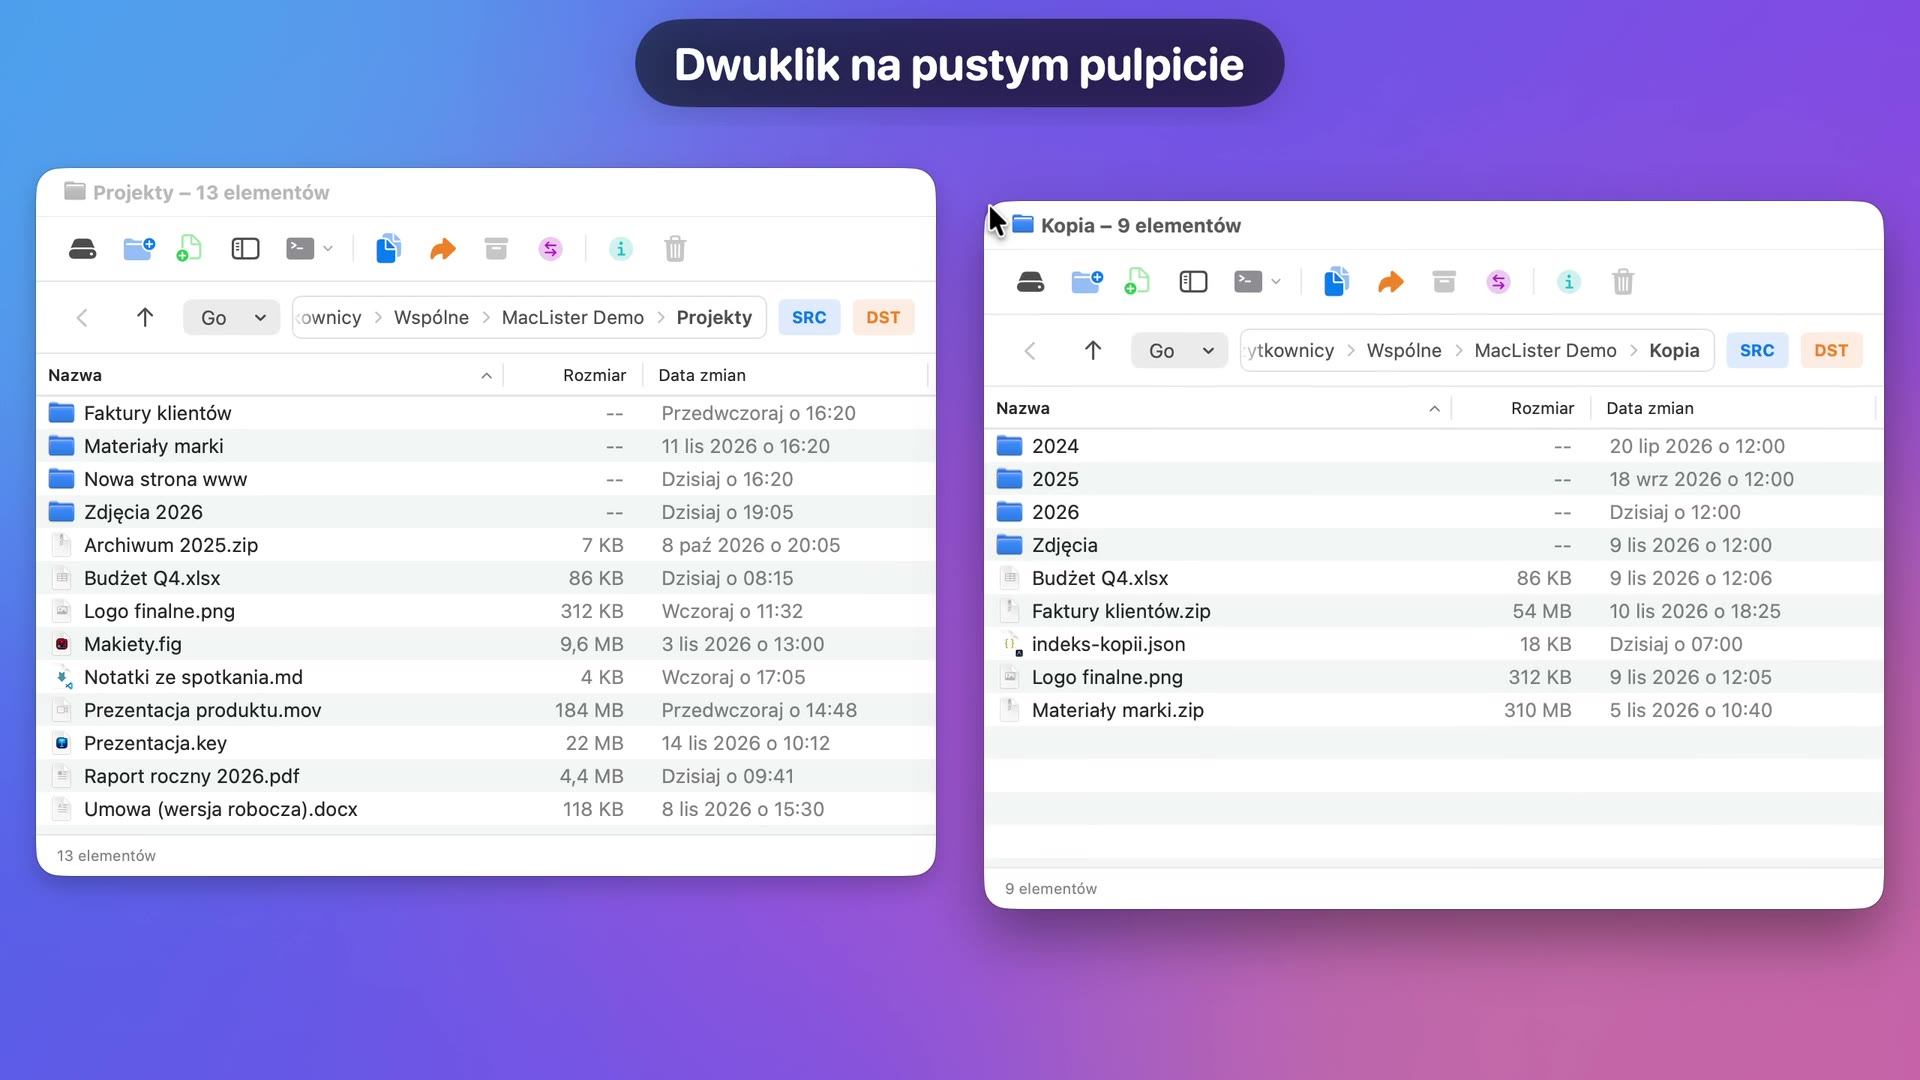 Dwuklik na pustym pulpicie
Projekty – 13 elementów
Go
ownicy
Wspólne
MacLister Demo
Projekty
SRC
DST
Nazwa
Rozmiar
Data zmian
Faktury klientów -- Przedwczoraj o 16:20
Materiały marki -- 11 lis 2026 o 16:20
Nowa strona www -- Dzisiaj o 16:20
Zdjęcia 2026 -- Dzisiaj o 19:05
Archiwum 2025.zip 7 KB 8 paź 2026 o 20:05
Budżet Q4.xlsx 86 KB Dzisiaj o 08:15
Logo finalne.png 312 KB Wczoraj o 11:32
Makiety.fig 9,6 MB 3 lis 2026 o 13:00
Notatki ze spotkania.md 4 KB Wczoraj o 17:05
Prezentacja produktu.mov 184 MB Przedwczoraj o 14:48
Prezentacja.key 22 MB 14 lis 2026 o 10:12
Raport roczny 2026.pdf 4,4 MB Dzisiaj o 09:41
Umowa (wersja robocza).docx 118 KB 8 lis 2026 o 15:30
13 elementów
Kopia – 9 elementów
Go
ytkownicy
Wspólne
MacLister Demo
Kopia
SRC
DST
Nazwa
Rozmiar
Data zmian
2024 -- 20 lip 2026 o 12:00
2025 -- 18 wrz 2026 o 12:00
2026 -- Dzisiaj o 12:00
Zdjęcia -- 9 lis 2026 o 12:00
Budżet Q4.xlsx 86 KB 9 lis 2026 o 12:06
Faktury klientów.zip 54 MB 10 lis 2026 o 18:25
indeks-kopii.json 18 KB Dzisiaj o 07:00
Logo finalne.png 312 KB 9 lis 2026 o 12:05
Materiały marki.zip 310 MB 5 lis 2026 o 10:40
9 elementów